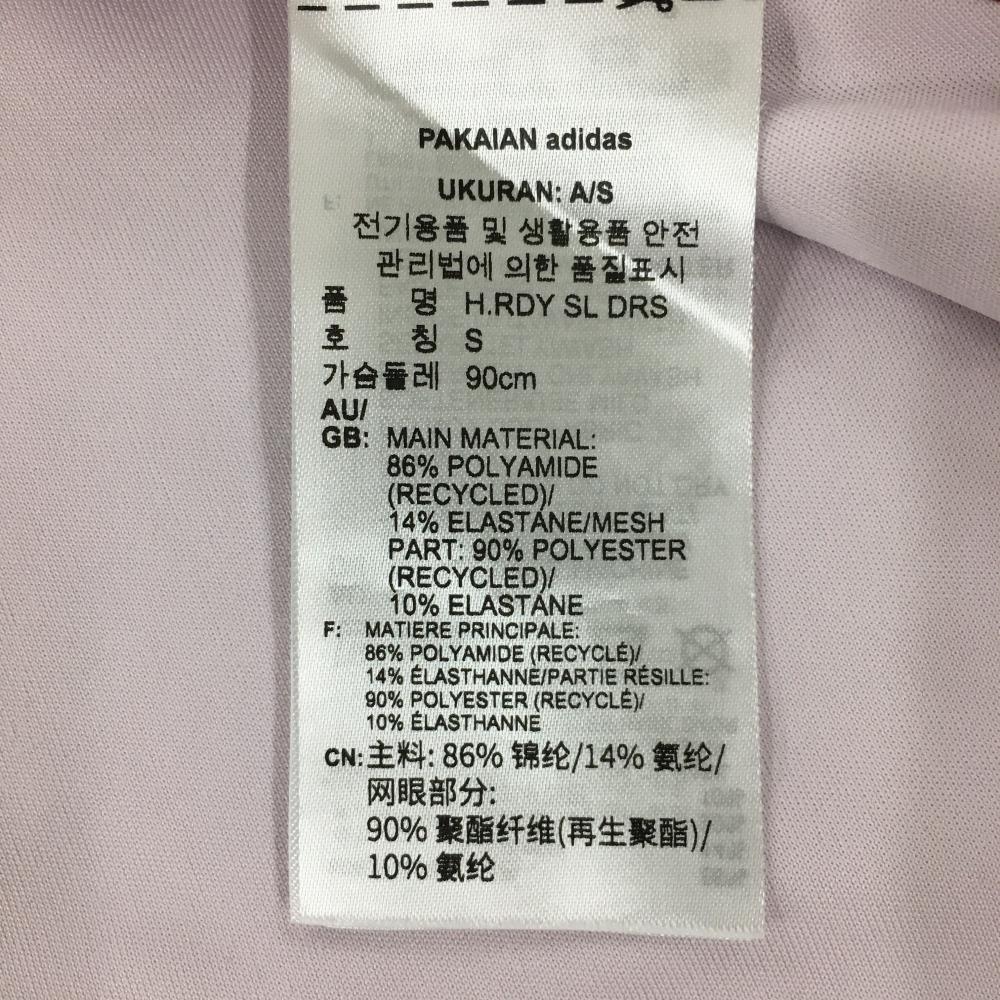 PAKAIAN adidas
UKURAN: A/S
전기용품 및 생활용품 안전
관리법에 의한 품질표시
품 명 H.RDY SL DRS
호 칭 S
가슴둘레 90cm
AU/
GB: MAIN MATERIAL:
86% POLYAMIDE
(RECYCLED)/
14% ELASTANE/MESH
PART: 90% POLYESTER
(RECYCLED)/
10% ELASTANE
F: MATIERE PRINCIPALE:
86% POLYAMIDE (RECYCLÉ)/
14% ÉLASTHANNE/PARTIE RÉSILLE:
90% POLYESTER (RECYCLÉ)/
10% ÉLASTHANNE
CN: 主料: 86% 锦纶/14% 氨纶/
网眼部分:
90% 聚酯纤维(再生聚酯)/
10% 氨纶